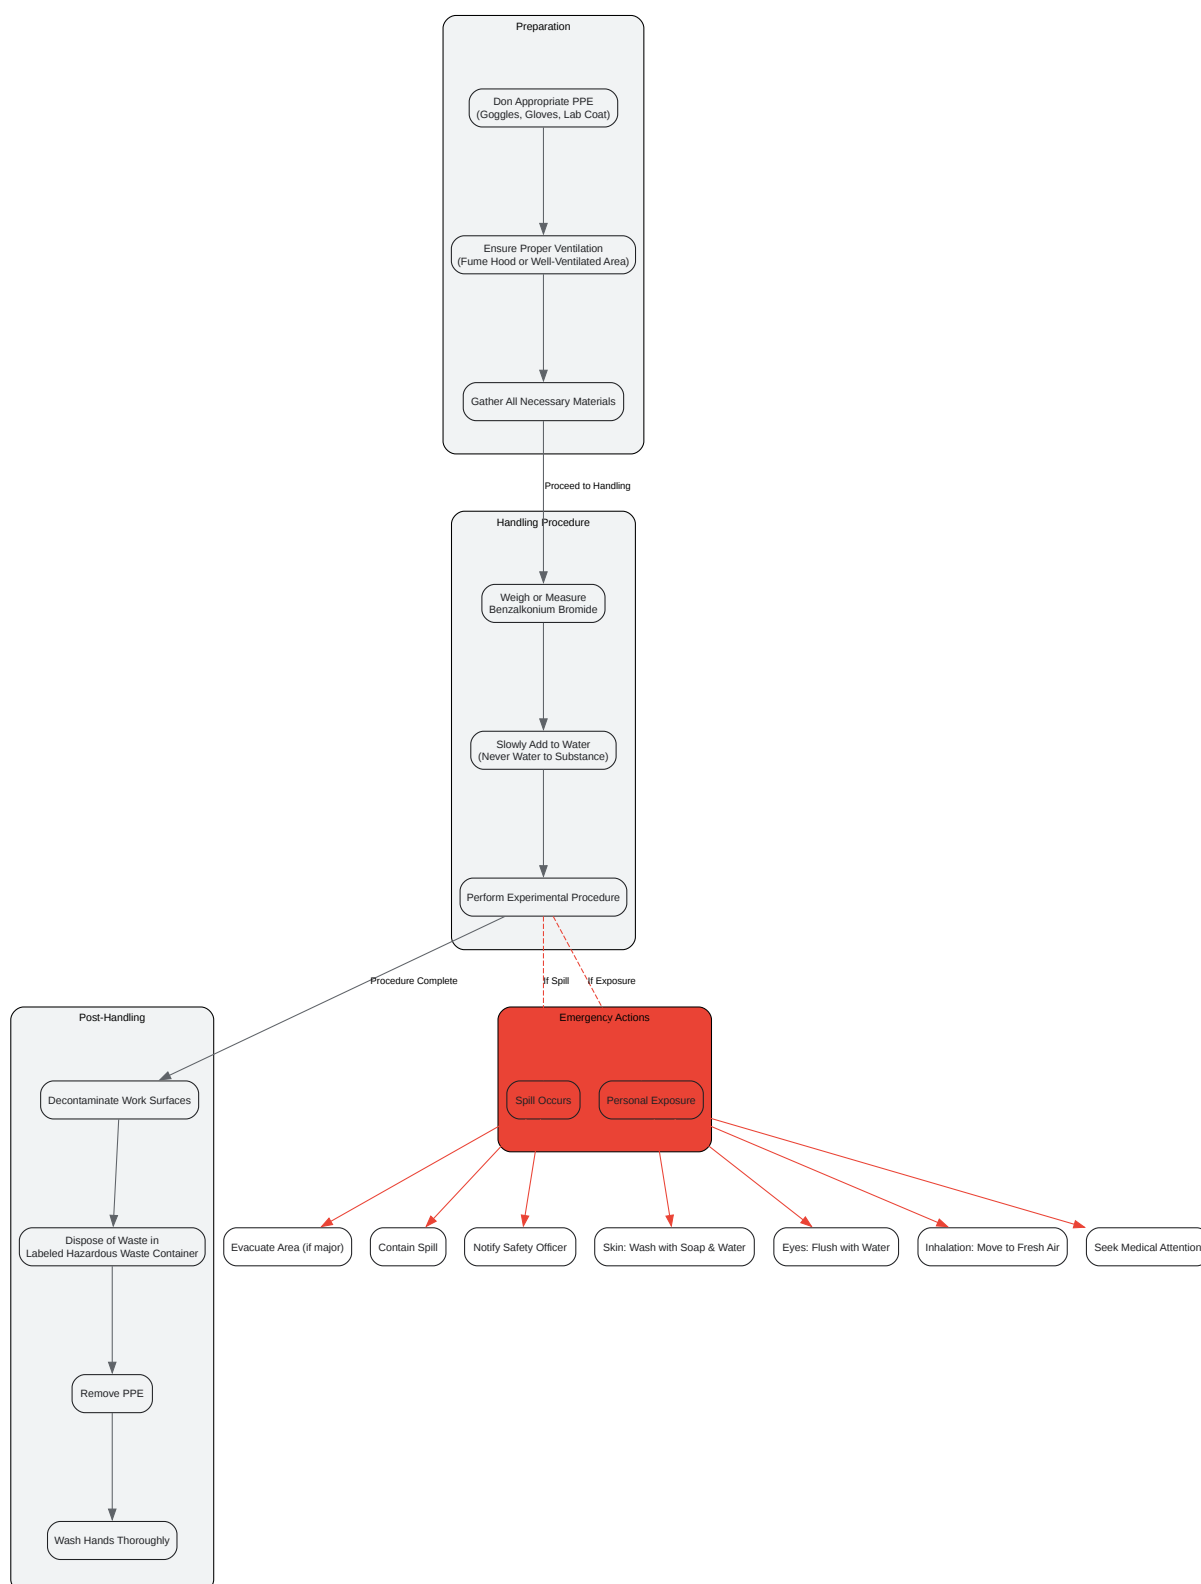 Preparation
Don Appropriate PPE
(Goggles, Gloves, Lab Coat)
Ensure Proper Ventilation
(Fume Hood or Well-Ventilated Area)
Gather All Necessary Materials
Proceed to Handling
Handling Procedure
Weigh or Measure
Benzalkonium Bromide
Slowly Add to Water
(Never Water to Substance)
Perform Experimental Procedure
Procedure Complete
If Spill
If Exposure
Post-Handling
Emergency Actions
Decontaminate Work Surfaces
Spill Occurs
Personal Exposure
Dispose of Waste in
Labeled Hazardous Waste Container
Evacuate Area (if major)
Contain Spill
Notify Safety Officer
Skin: Wash with Soap & Water
Eyes: Flush with Water
Inhalation: Move to Fresh Air
Seek Medical Attention
Remove PPE
Wash Hands Thoroughly